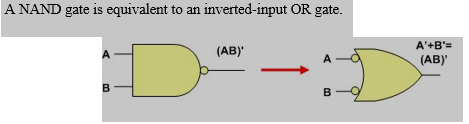 A NAND gate is equivalent to an inverted-input OR gate.
A
B
(AB)'
A
B
A'+B'=
(AB)'